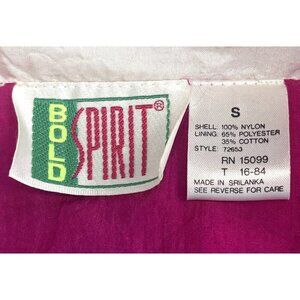 BOLD SPIRIT®
S
SHELL: 100% NYLON
LINING: 65% POLYESTER
35% COTTON
STYLE: 72653
RN 15099
T 16-84
MADE IN SRILANKA
SEE REVERSE FOR CARE